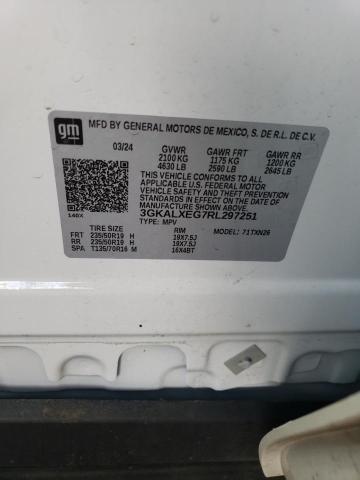 gm
MFD BY GENERAL MOTORS DE MEXICO, S. DE R.L. DE C.V.
03/24 GVWR GAWR FRT GAWR RR
2100 KG 1175 KG 1200 KG
4630 LB 2590 LB 2645 LB
THIS VEHICLE CONFORMS TO ALL APPLICABLE
U.S. FEDERAL MOTOR VEHICLE SAFETY, BUMPER, AND
THEFT PREVENTION STANDARDS IN EFFECT ON THE
DATE OF MANUFACTURE SHOWN ABOVE.
3GKALXEG7RL297251
140X
TYPE: MPV
MODEL: 71TXN26
TIRE SIZE RIM
FRT 235/50R19 H 19X7.5J
RR 235/50R19 H 19X7.5J
SPA T135/70R16 M 16X4BT